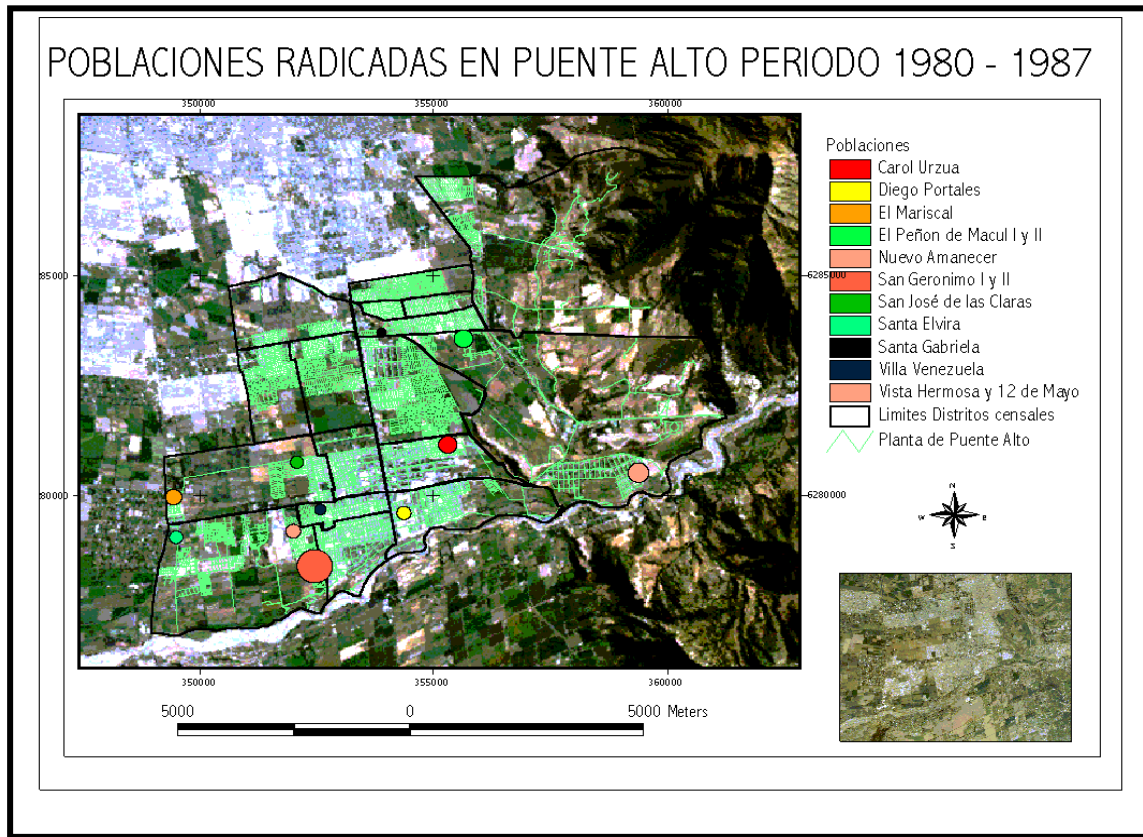 POBLACIONES RADICADAS EN PUENTE ALTO PERIODO 1980 - 1987
350000 355000 360000
Poblaciones
Carol Urzua
Diego Portales
El Mariscal
El Peñon de Macul I y II
Nuevo Amanecer
San Geronimo I y II
San José de las Claras
Santa Elvira
Santa Gabriela
Villa Venezuela
Vista Hermosa y 12 de Mayo
Limites Distritos censales
Planta de Puente Alto
85000 6285000
80000 6280000
N
W E
S
350000 355000 360000
5000 0 5000 Meters